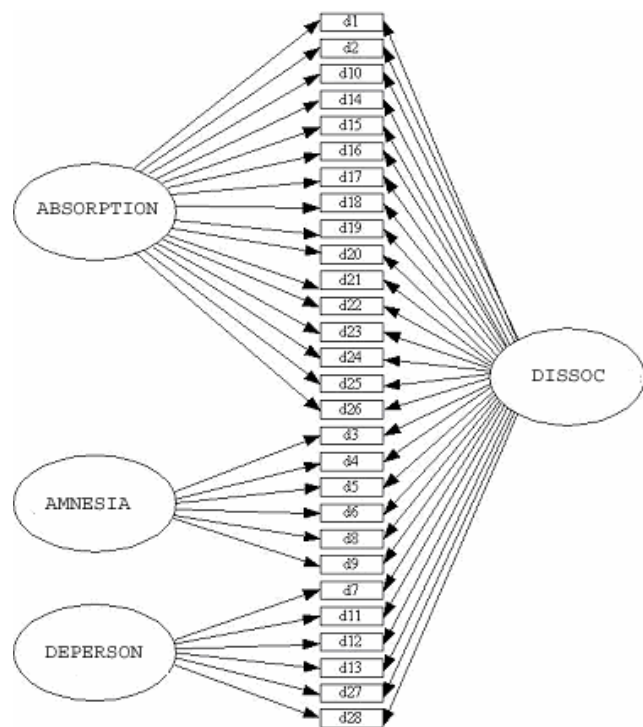 d1
d2
d10
d14
d15
d16
d17
d18
d19
d20
d21
d22
d23
d24
d25
d26
d3
d4
d5
d6
d8
d9
d7
d11
d12
d13
d27
d28
ABSORPTION
AMNESIA
DEPERSON
DISSOC